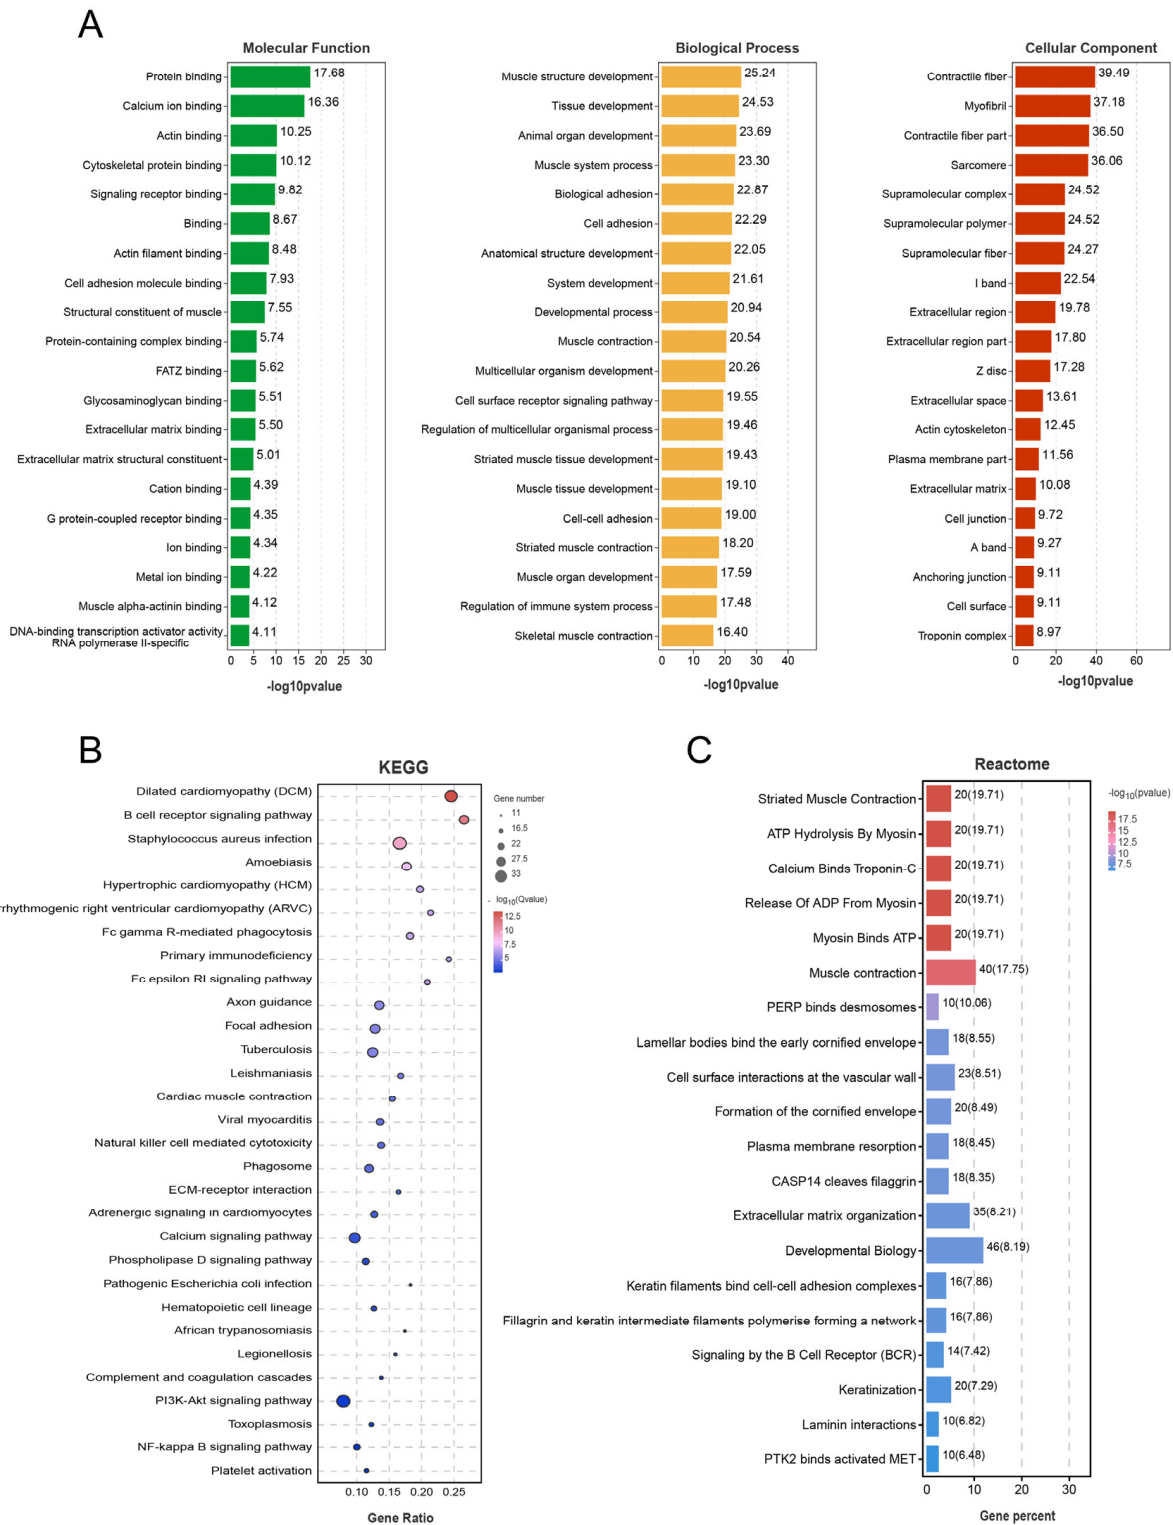 A
Molecular Function
Protein binding 17.68
Calcium ion binding 16.36
Actin binding 10.25
Cytoskeletal protein binding 10.12
Signaling receptor binding 9.82
Binding 8.67
Actin filament binding 8.48
Cell adhesion molecule binding 7.93
Structural constituent of muscle 7.55
Protein-containing complex binding 5.74
FATZ binding 5.62
Glycosaminoglycan binding 5.51
Extracellular matrix binding 5.50
Extracellular matrix structural constituent 5.01
Cation binding 4.39
G protein-coupled receptor binding 4.35
Ion binding 4.34
Metal ion binding 4.22
Muscle alpha-actinin binding 4.12
DNA-binding transcription activator activity 4.11
RNA polymerase II-specific
0 5 10 15 20 25 30
-log10pvalue
Biological Process
Muscle structure development 25.24
Tissue development 24.53
Animal organ development 23.69
Muscle system process 23.30
Biological adhesion 22.87
Cell adhesion 22.29
Anatomical structure development 22.05
System development 21.61
Developmental process 20.94
Muscle contraction 20.54
Multicellular organism development 20.26
Cell surface receptor signaling pathway 19.55
Regulation of multicellular organismal process 19.46
Striated muscle tissue development 19.43
Muscle tissue development 19.10
Cell-cell adhesion 19.00
Striated muscle contraction 18.20
Muscle organ development 17.59
Regulation of immune system process 17.48
Skeletal muscle contraction 16.40
0 10 20 30 40
-log10pvalue
Cellular Component
Contractile fiber 39.49
Myofibril 37.18
Contractile fiber part 36.50
Sarcomere 36.06
Supramolecular complex 24.52
Supramolecular polymer 24.52
Supramolecular fiber 24.27
I band 22.54
Extracellular region 19.78
Extracellular region part 17.80
Z disc 17.28
Extracellular space 13.61
Actin cytoskeleton 12.45
Plasma membrane part 11.56
Extracellular matrix 10.08
Cell junction 9.72
A band 9.27
Anchoring junction 9.11
Cell surface 9.11
Troponin complex 8.97
0 20 40 60
-log10pvalue
B
KEGG
Dilated cardiomyopathy (DCM)
B cell receptor signaling pathway
Staphylococcus aureus infection
Amoebiasis
Hypertrophic cardiomyopathy (HCM)
rrhythmogenic right ventricular cardiomyopathy (ARVC)
Fc gamma R-mediated phagocytosis
Primary immunodeficiency
Fc epsilon RI signaling pathway
Axon guidance
Focal adhesion
Tuberculosis
Leishmaniasis
Cardiac muscle contraction
Viral myocarditis
Natural killer cell mediated cytotoxicity
Phagosome
ECM-receptor interaction
Adrenergic signaling in cardiomyocytes
Calcium signaling pathway
Phospholipase D signaling pathway
Pathogenic Escherichia coli infection
Hematopoietic cell lineage
African trypanosomiasis
Legionellosis
Complement and coagulation cascades
PI3K-Akt signaling pathway
Toxoplasmosis
NF-kappa B signaling pathway
Platelet activation
0.10 0.15 0.20 0.25
Gene Ratio
Gene number
11
16.5
22
27.5
33
- log10(Qvalue)
12.5
10
7.5
5
C
Reactome
Striated Muscle Contraction 20(19.71)
ATP Hydrolysis By Myosin 20(19.71)
Calcium Binds Troponin-C 20(19.71)
Release Of ADP From Myosin 20(19.71)
Myosin Binds ATP 20(19.71)
Muscle contraction 40(17.75)
PERP binds desmosomes 10(10.06)
Lamellar bodies bind the early cornified envelope 18(8.55)
Cell surface interactions at the vascular wall 23(8.51)
Formation of the cornified envelope 20(8.49)
Plasma membrane resorption 18(8.45)
CASP14 cleaves filaggrin 18(8.35)
Extracellular matrix organization 35(8.21)
Developmental Biology 46(8.19)
Keratin filaments bind cell-cell adhesion complexes 16(7.86)
Fillagrin and keratin intermediate filaments polymerise forming a network 16(7.86)
Signaling by the B Cell Receptor (BCR) 14(7.42)
Keratinization 20(7.29)
Laminin interactions 10(6.82)
PTK2 binds activated MET 10(6.48)
0 10 20 30
Gene percent
-log10(pvalue)
17.5
15
12.5
10
7.5